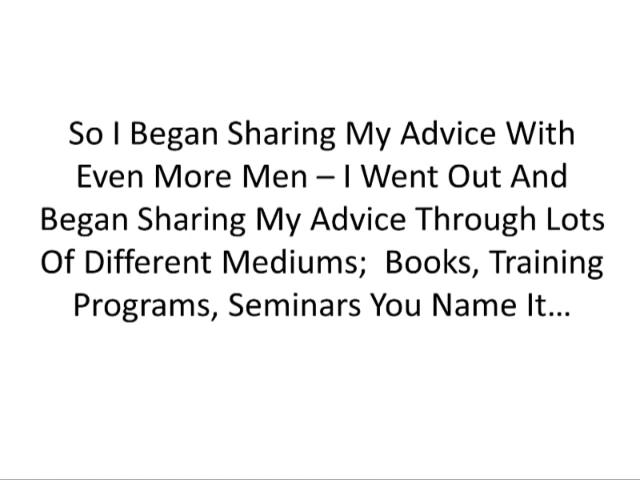 So I Began Sharing My Advice With
Even More Men – I Went Out And
Began Sharing My Advice Through Lots
Of Different Mediums;  Books, Training
Programs, Seminars You Name It…